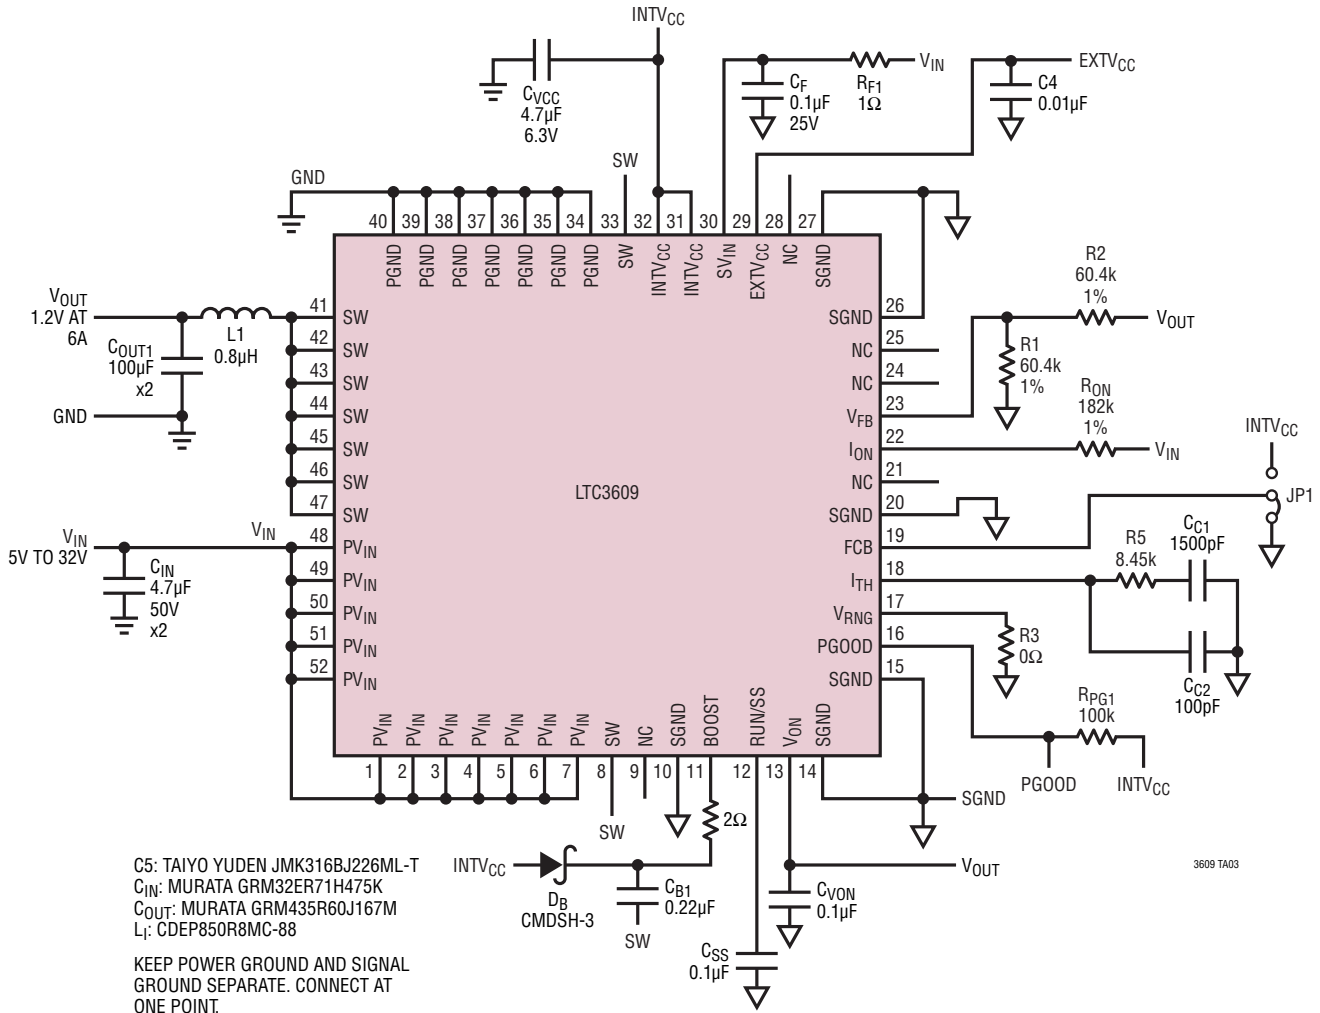 INTVCC
CVCC
4.7µF
6.3V
CF
0.1µF
25V
RF1
1Ω
VIN
EXTVCC
C4
0.01µF
GND
SW
40 39 38 37 36 35 34 33 32 31 30 29 28 27
PGND PGND PGND PGND PGND PGND PGND SW INTVCC INTVCC SVIN EXTVCC NC SGND
VOUT
1.2V AT
6A
COUT1
100µF
x2
L1
0.8µH
GND
41 SW
42 SW
43 SW
44 SW
45 SW
46 SW
47 SW
48 PVIN
49 PVIN
50 PVIN
51 PVIN
52 PVIN
VIN
5V TO 32V
VIN
CIN
4.7µF
50V
x2
LTC3609
SGND 26
NC 25
NC 24
VFB 23
ION 22
NC 21
SGND 20
FCB 19
ITH 18
VRNG 17
PGOOD 16
SGND 15
R2
60.4k
1%
VOUT
R1
60.4k
1%
RON
182k
1%
VIN
INTVCC
JP1
R5
8.45k
CC1
1500pF
CC2
100pF
R3
0Ω
RPG1
100k
PGOOD
INTVCC
PVIN PVIN PVIN PVIN PVIN PVIN PVIN SW NC SGND BOOST RUN/SS VON SGND
1 2 3 4 5 6 7 8 9 10 11 12 13 14
SW
2Ω
SGND
INTVCC
DB
CMDSH-3
CB1
0.22µF
SW
CVON
0.1µF
VOUT
CSS
0.1µF
C5: TAIYO YUDEN JMK316BJ226ML-T
CIN: MURATA GRM32ER71H475K
COUT: MURATA GRM435R60J167M
LI: CDEP850R8MC-88
KEEP POWER GROUND AND SIGNAL
GROUND SEPARATE. CONNECT AT
ONE POINT.
3609 TA03